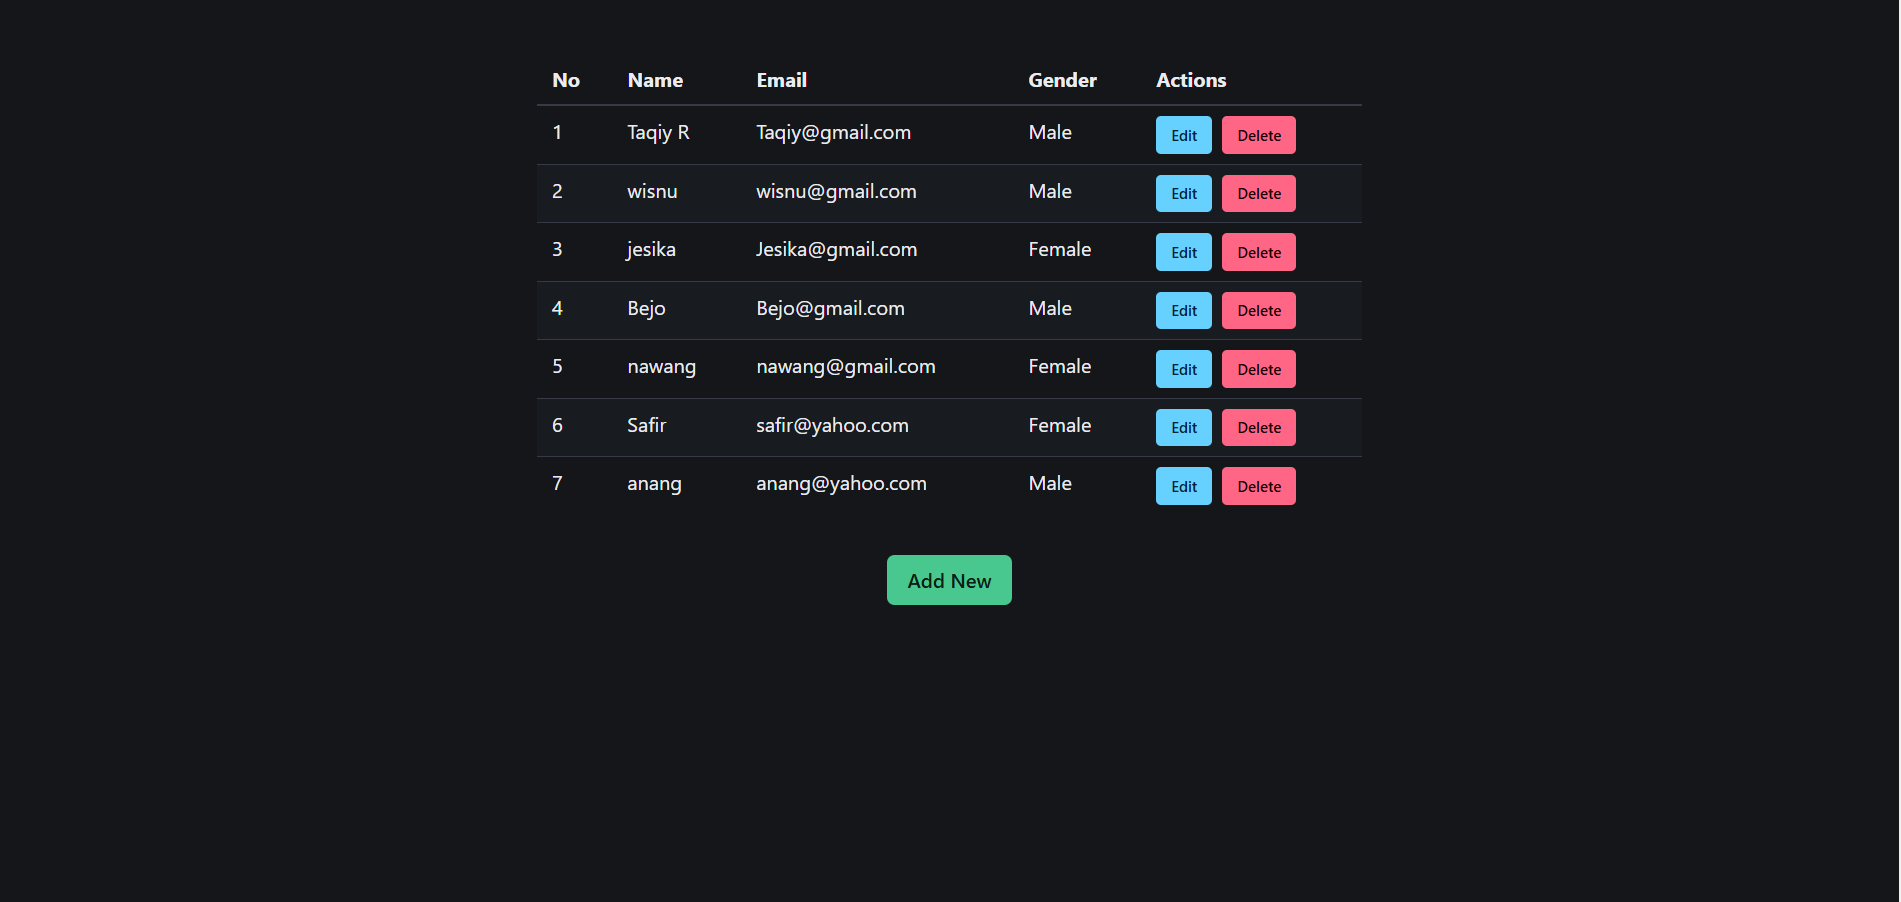 No Name Email Gender Actions
1 Taqiy R Taqiy@gmail.com Male Edit Delete
2 wisnu wisnu@gmail.com Male Edit Delete
3 jesika Jesika@gmail.com Female Edit Delete
4 Bejo Bejo@gmail.com Male Edit Delete
5 nawang nawang@gmail.com Female Edit Delete
6 Safir safir@yahoo.com Female Edit Delete
7 anang anang@yahoo.com Male Edit Delete
Add New